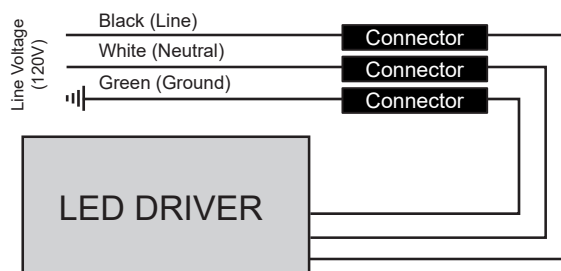 Line Voltage
(120V)
Black (Line)
Connector
White (Neutral)
Connector
Green (Ground)
Connector
LED DRIVER